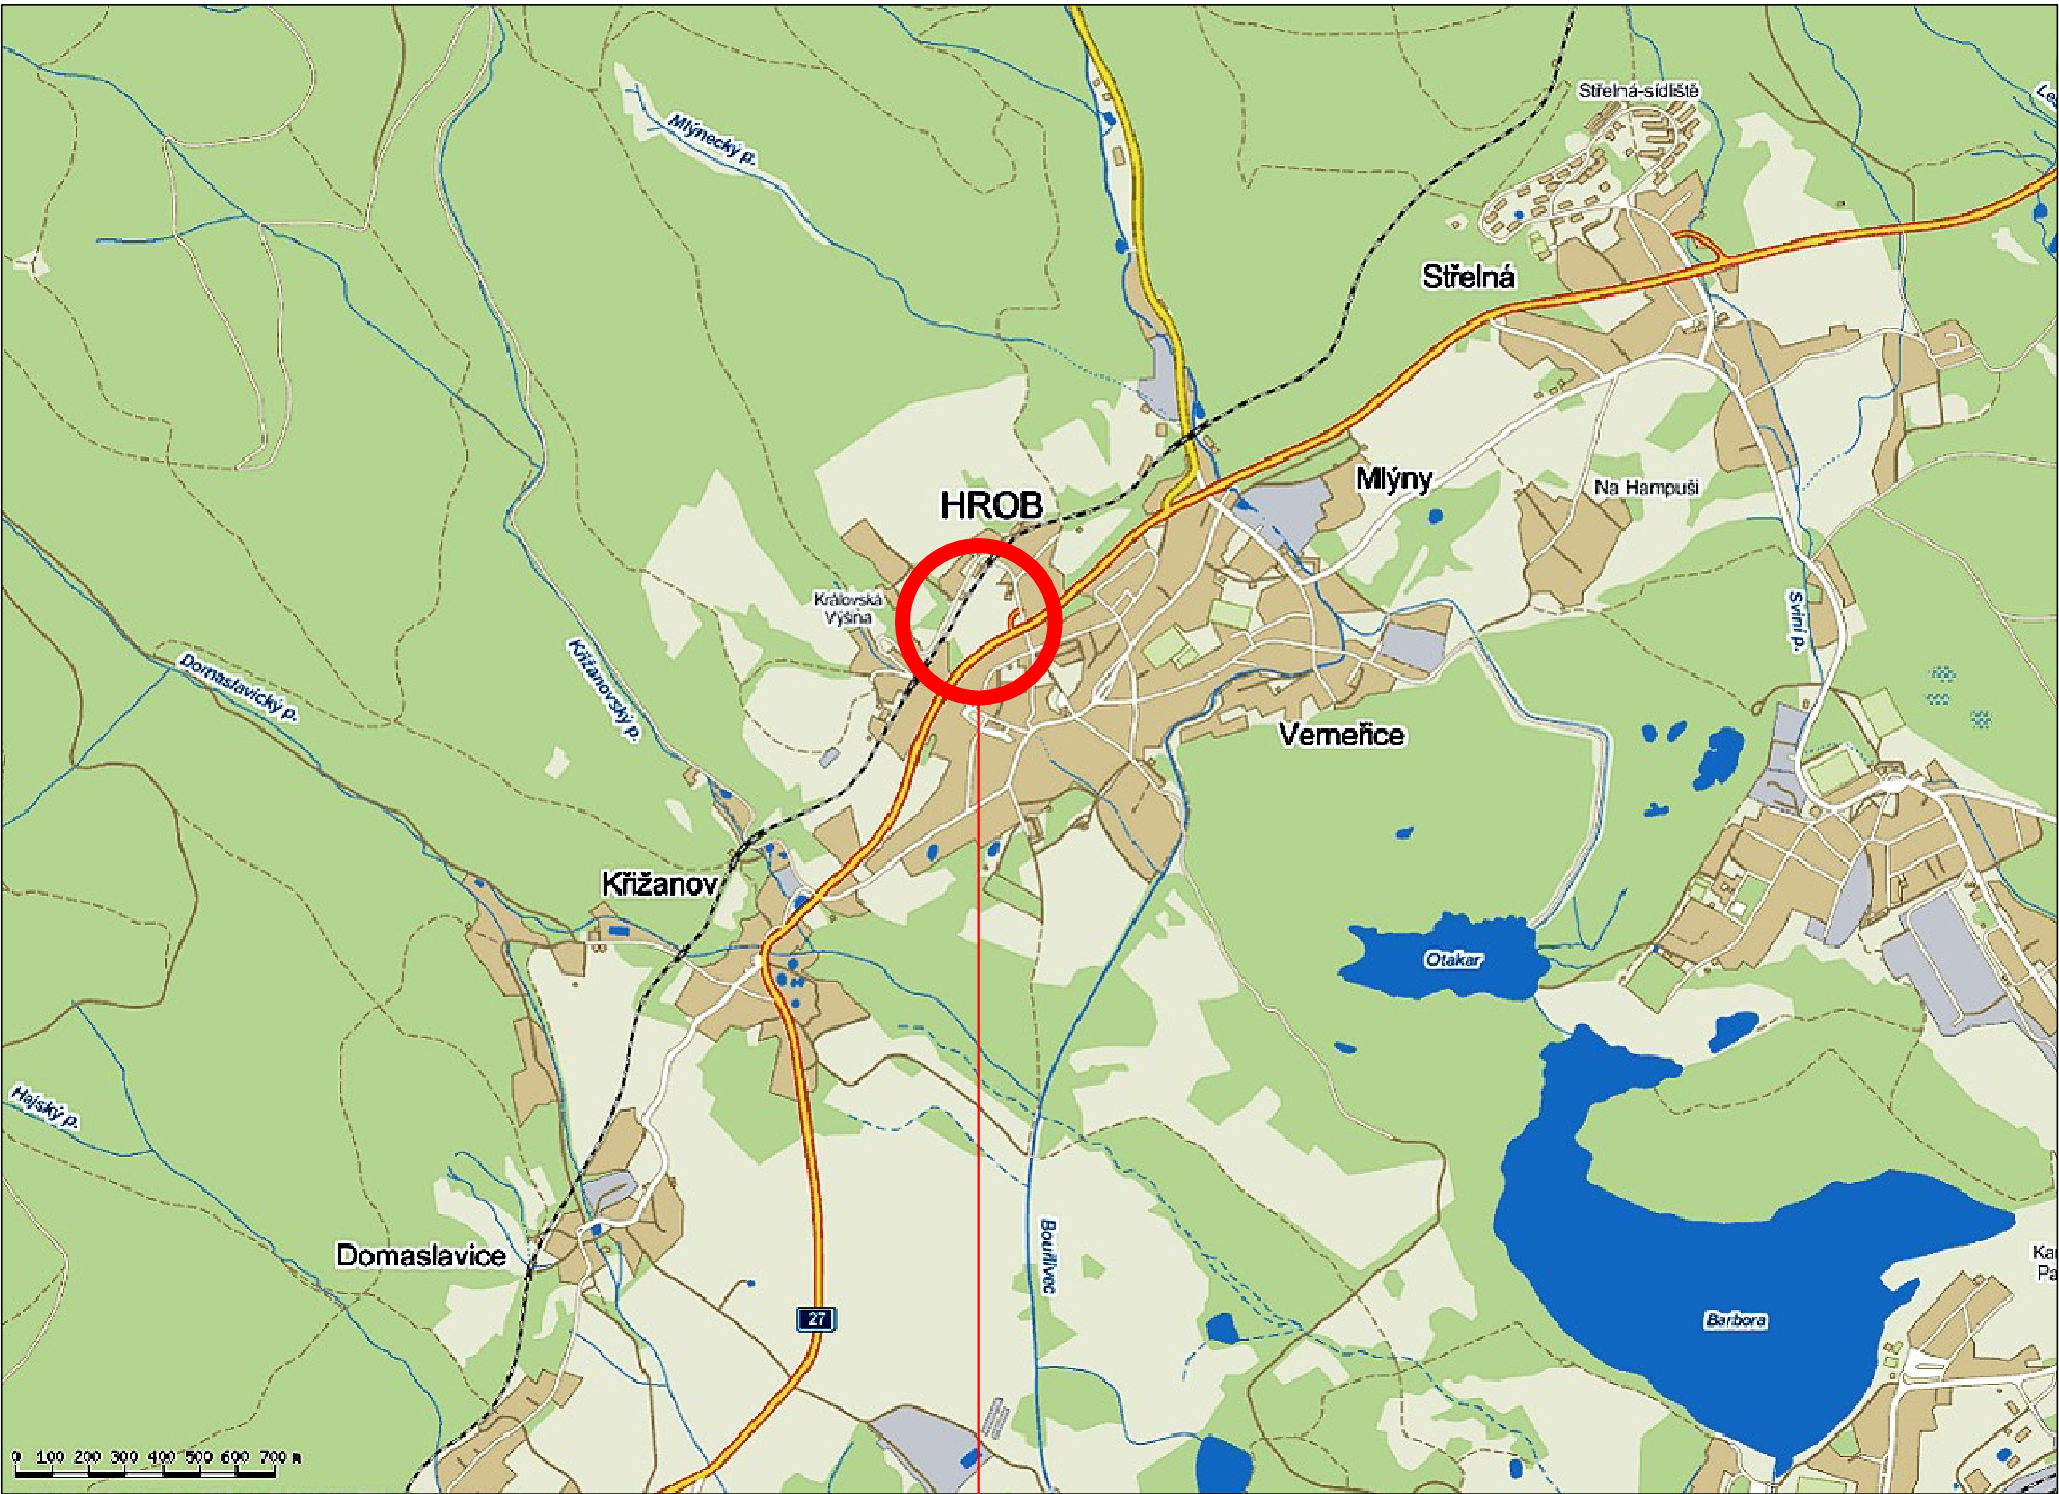 Střelná-sídliště
Mlýnecký p.
Střelná
Mlýny
HROB
Na Hampuši
Královská
Výšina
Sviní p.
Křižanovský p.
Domaslavický p.
Verneřice
Křižanov
Otakar
Hajský p.
Bouřlivec
Domaslavice
27
Barbora
0 100 200 300 400 500 600 700 m